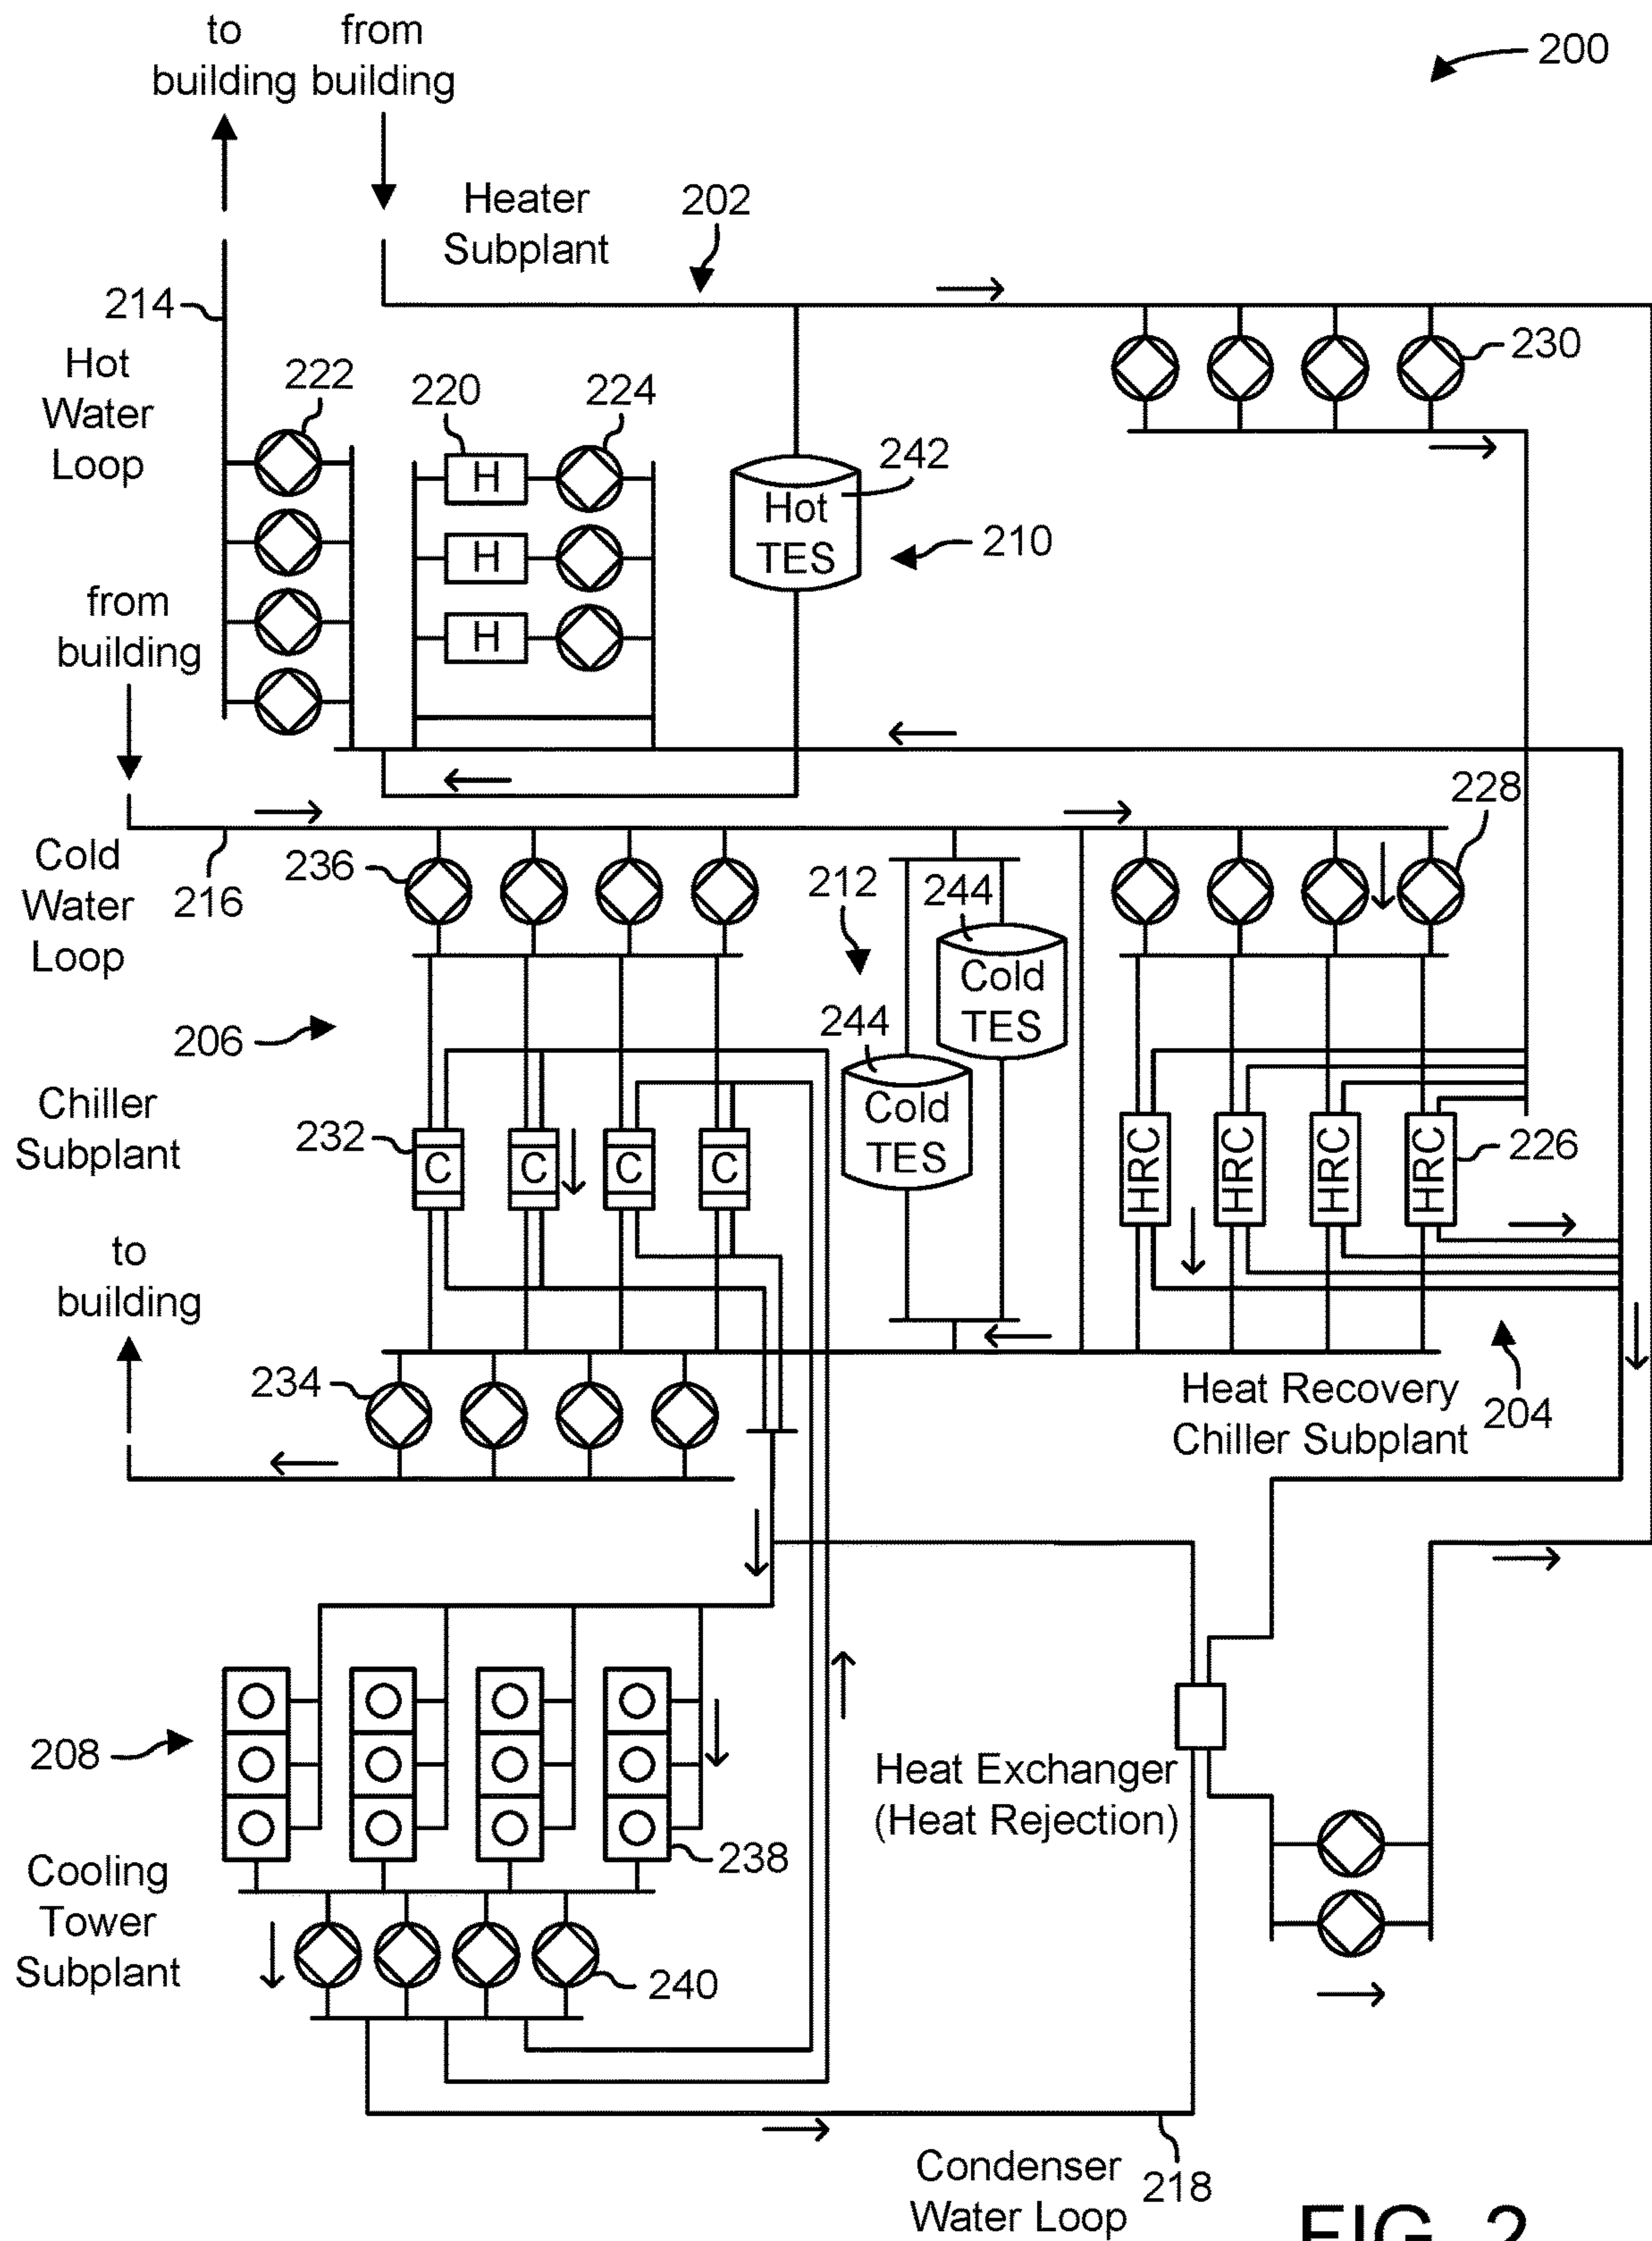 to
building
from
building
200
Heater
Subplant
202
214
Hot
Water
Loop
222
220
224
230
H
H
H
Hot
TES
242
210
from
building
228
Cold
Water
Loop
216
236
212
244
Cold
TES
244
Cold
TES
206
Chiller
Subplant
232
C
C
C
C
HRC
HRC
HRC
HRC
226
to
building
234
Heat Recovery
Chiller Subplant
204
208
Heat Exchanger
(Heat Rejection)
238
Cooling
Tower
Subplant
240
Condenser
Water Loop
218
FIG. 2